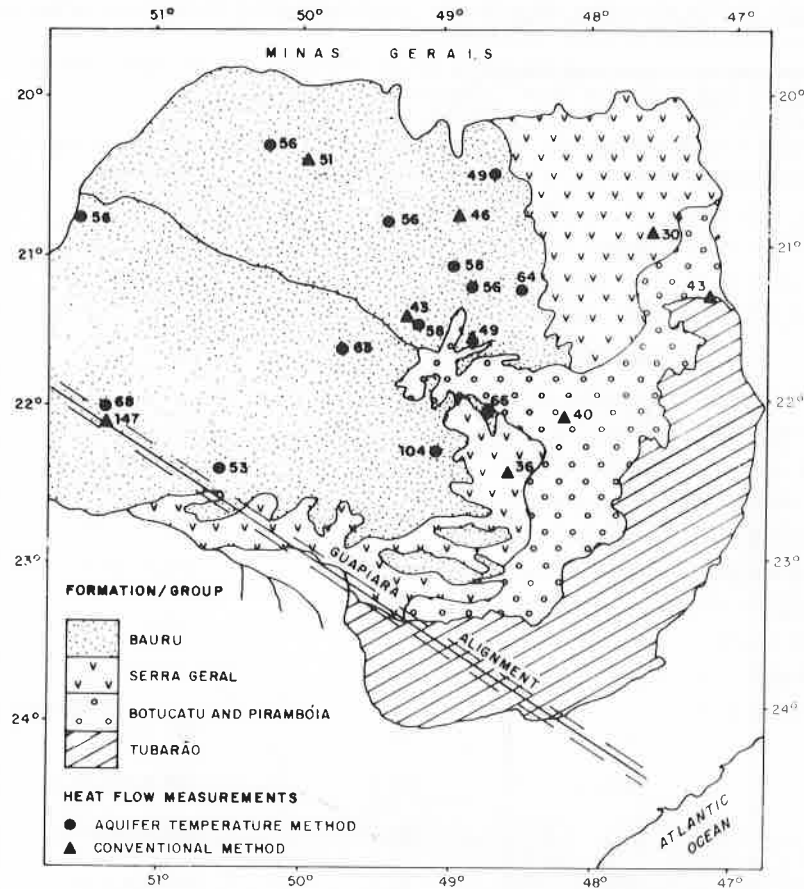 51° 50° 49° 48° 47°
MINAS GERAIS
20° 20°
56
51
49
56 56 46
30
21° 21°
58
64
56
43
43
58 49
63
22° 68 66 22°
147 40
104
53 36
23° 23°
GUAPIARA
ALIGNMENT
FORMATION/GROUP
BAURU
SERRA GERAL
BOTUCATU AND PIRAMBÓIA
24° 24°
TUBARÃO
HEAT FLOW MEASUREMENTS
AQUIFER TEMPERATURE METHOD
CONVENTIONAL METHOD
ATLANTIC
OCEAN
51° 50° 49° 48° 47°